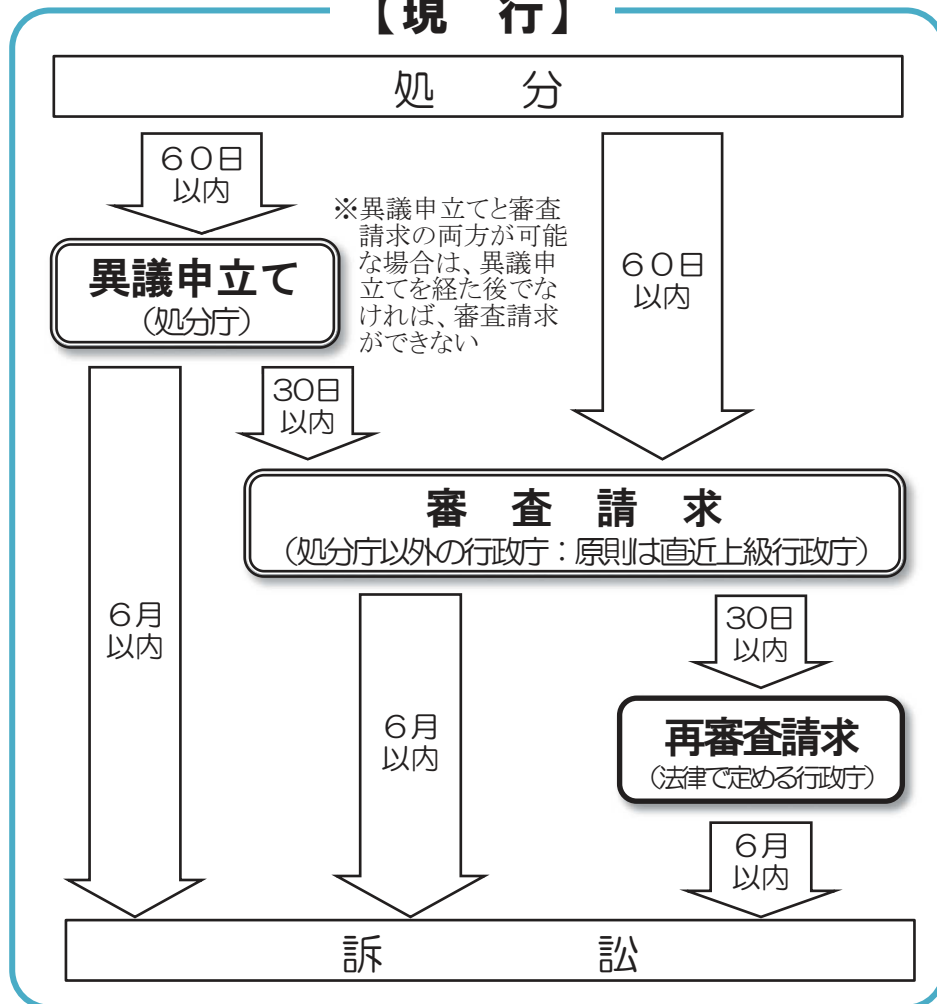 【現　行】
処　分
６０日
以内
※異議申立てと審査
請求の両方が可能
な場合は、異議申
立てを経た後でな
ければ、審査請求
ができない
６０日
以内
異議申立て
（処分庁）
30日
以内
審　査　請　求
（処分庁以外の行政庁：原則は直近上級行政庁）
６月
以内
６月
以内
30日
以内
再審査請求
（法律で定める行政庁）
６月
以内
訴　訟